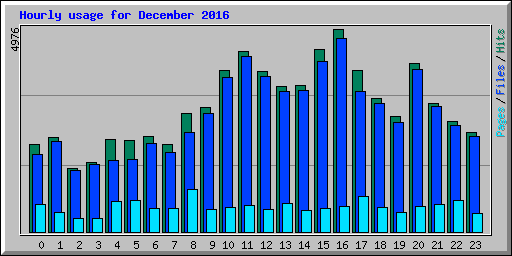 Hourly usage for December 2016
4976
Pages/Files/Hits
0 1 2 3 4 5 6 7 8 9 10 11 12 13 14 15 16 17 18 19 20 21 22 23